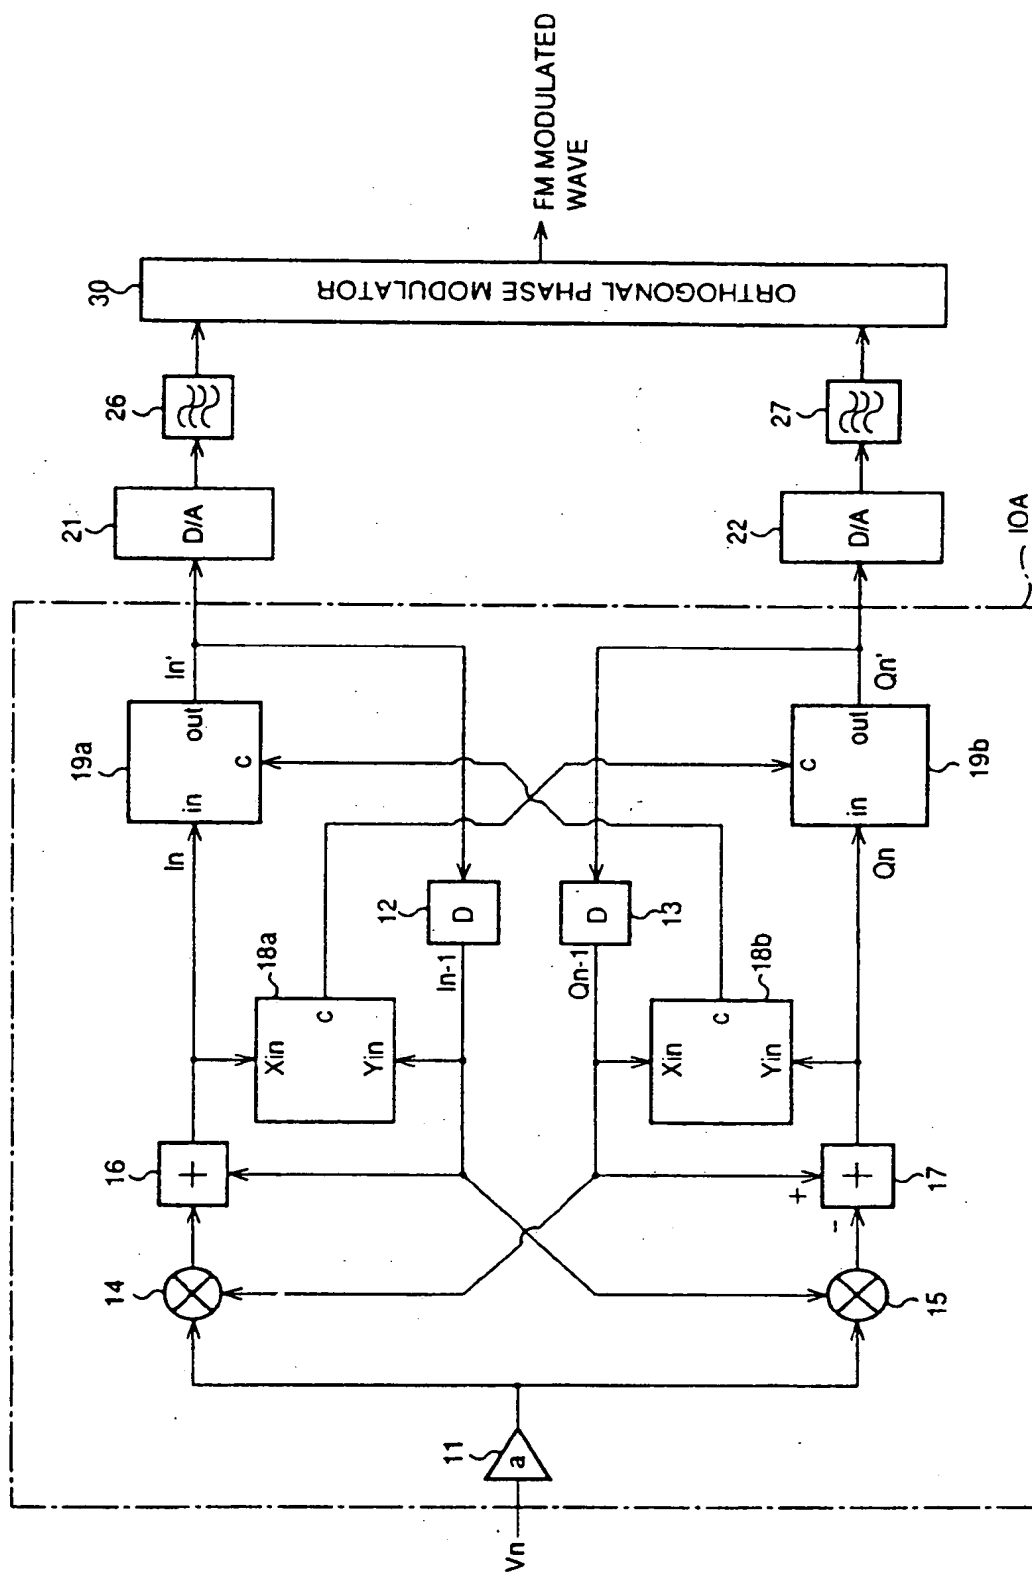 Vn
11
a
14
15
16
+
17
+
+
-
18a
Xin
Yin
c
18b
Xin
Yin
c
In-1
12
D
Qn-1
13
D
In
Qn
19a
in
out
c
In'
19b
in
out
c
Qn'
10A
21
D/A
22
D/A
26
27
30
ORTHOGONAL PHASE MODULATOR
FM MODULATED
WAVE